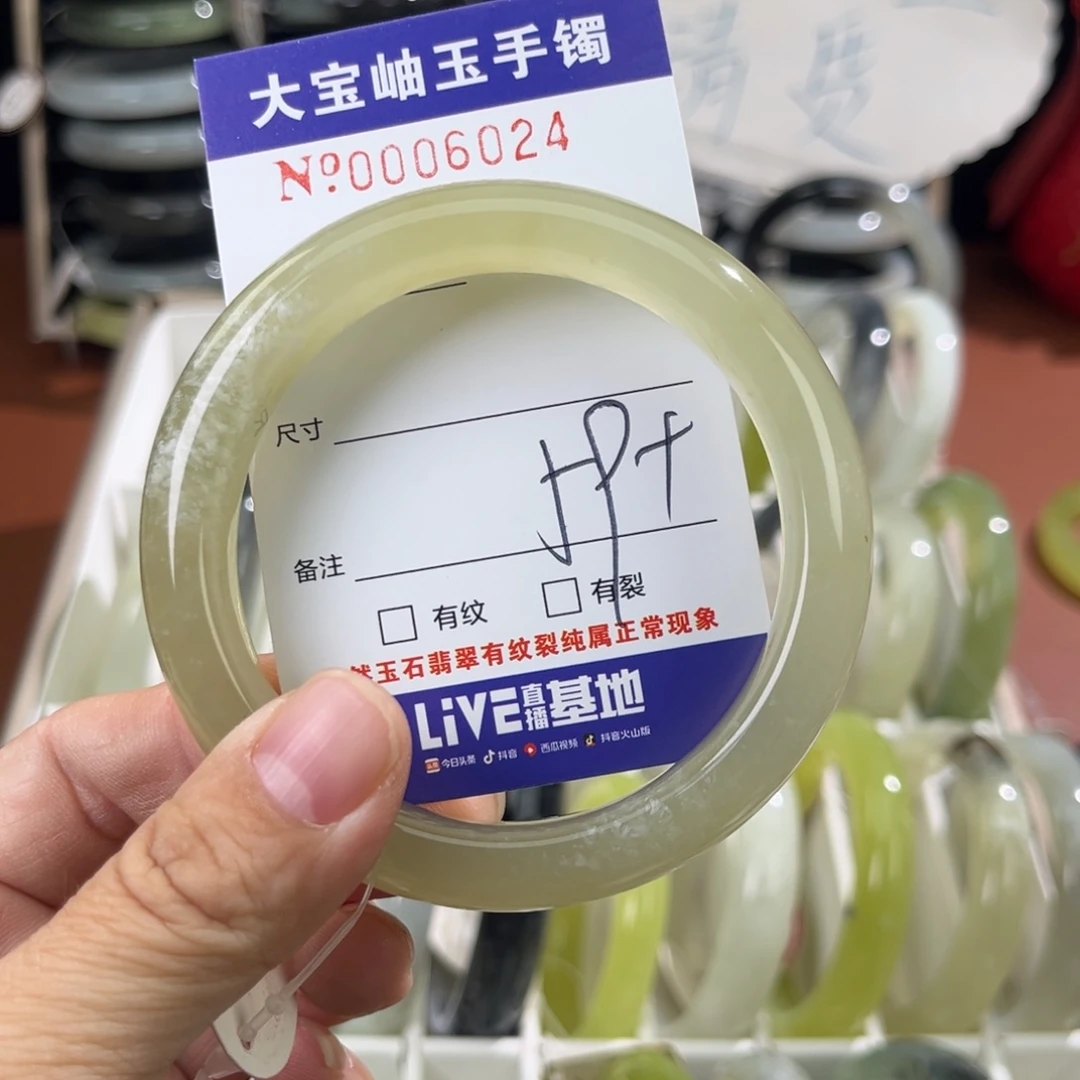 大宝岫玉手镯
Nº0006024
尺寸
备注
有纹 有裂
然玉石翡翠有纹裂纯属正常现象
LiVE直播基地
今日头条 抖音 西瓜视频 抖音火山版